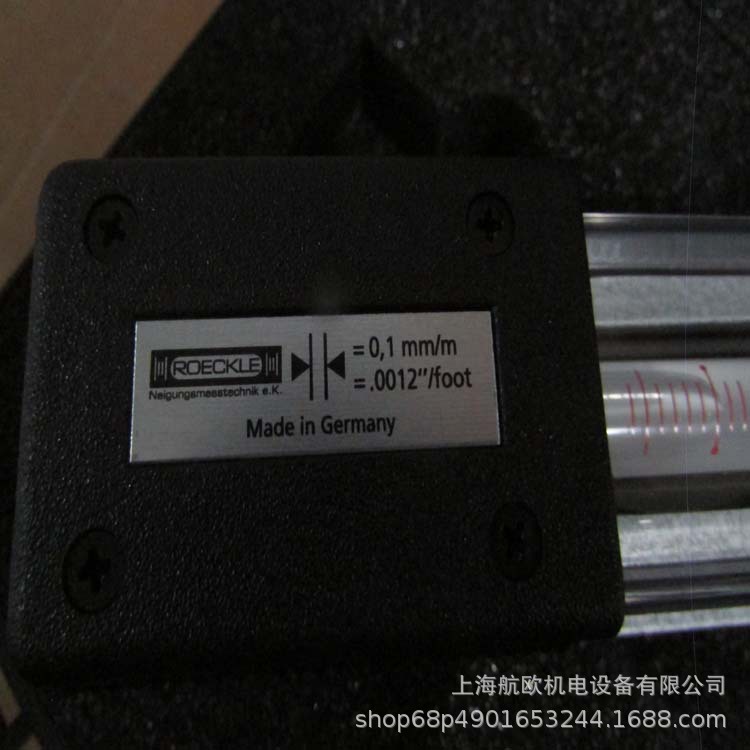 ROECKLE
Neigungsmesstechnik e.K.
= 0,1 mm/m
= .0012"/foot
Made in Germany
上海航欧机电设备有限公司
shop68p4901653244.1688.com